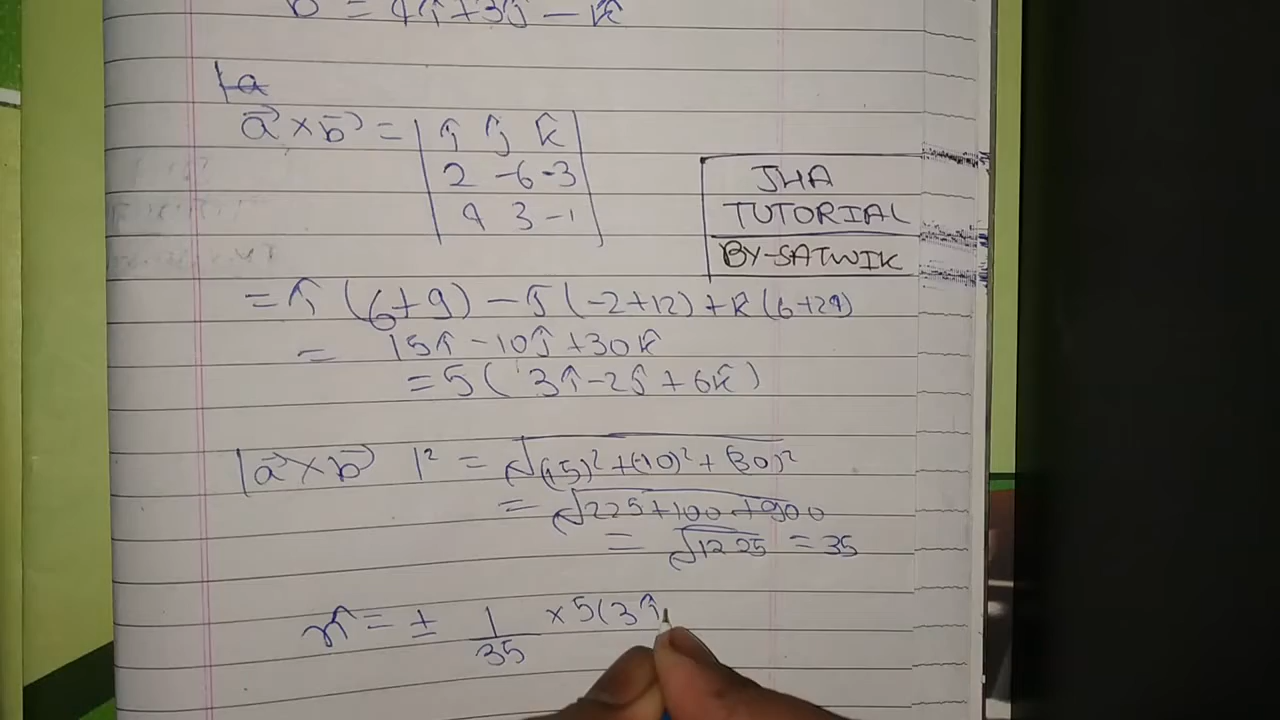 b = 4î+3ĵ - k̂
|a
a⃗ × b⃗ = | î ĵ k̂
2 -6 -3
4 3 -1 |
JHA
TUTORIAL
BY-SATWIK
= î (6+9) - ĵ (-2+12) + k̂ (6+24)
= 15î - 10ĵ + 30k̂
= 5( 3î - 2ĵ + 6k̂ )
|a⃗ × b⃗ |² = √(15)² + (-10)² + (30)²
= √225+100+900
= √1225 = 35
n̂ = ± 1/35 × 5(3î